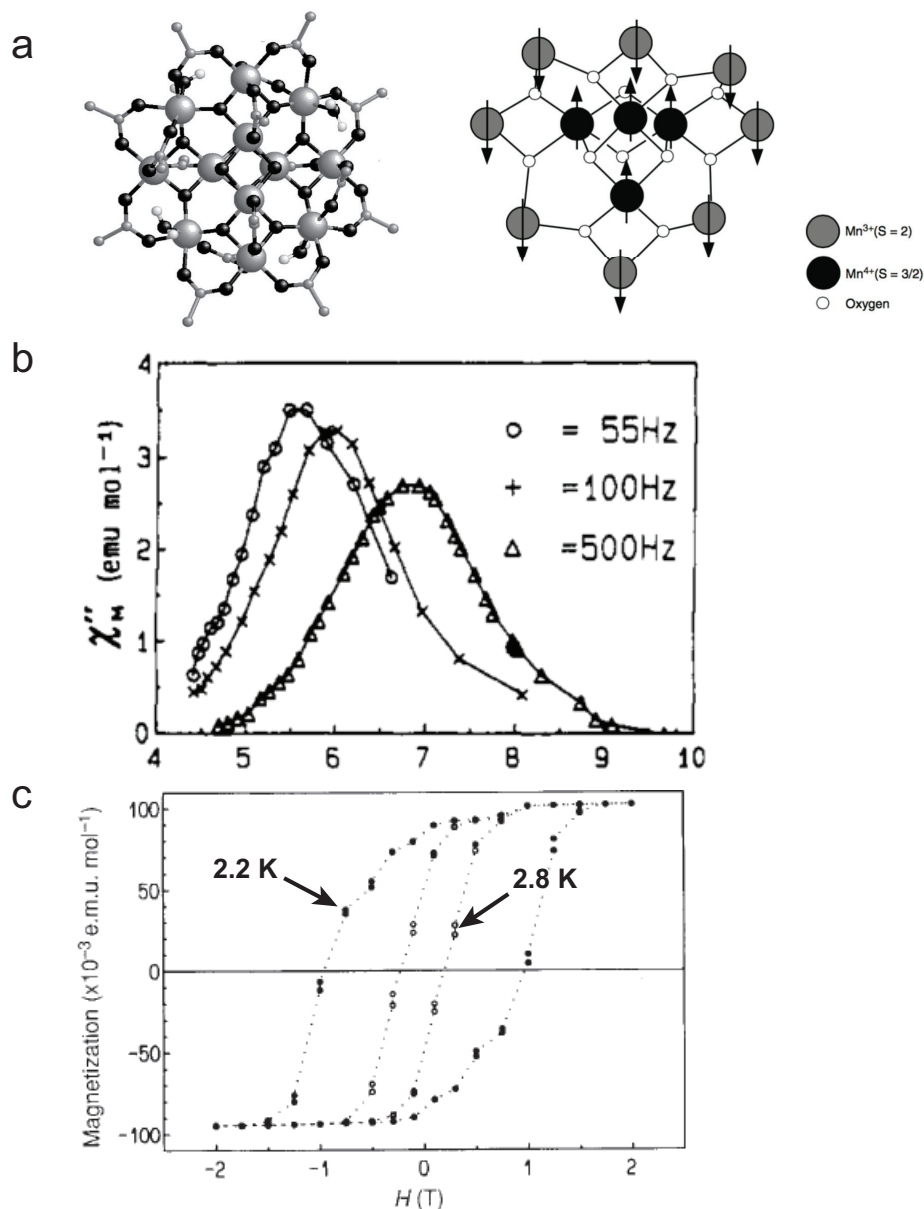 a
Mn³⁺(S = 2)
Mn⁴⁺(S = 3/2)
Oxygen
b
4
3
2
1
0
χ″M (emu mol⁻¹)
o = 55Hz
+ =100Hz
△ =500Hz
4 5 6 7 8 9 10
c
100
50
0
-50
-100
Magnetization (x10⁻³ e.m.u. mol⁻¹)
2.2 K
2.8 K
-2 -1 0 1 2
H (T)